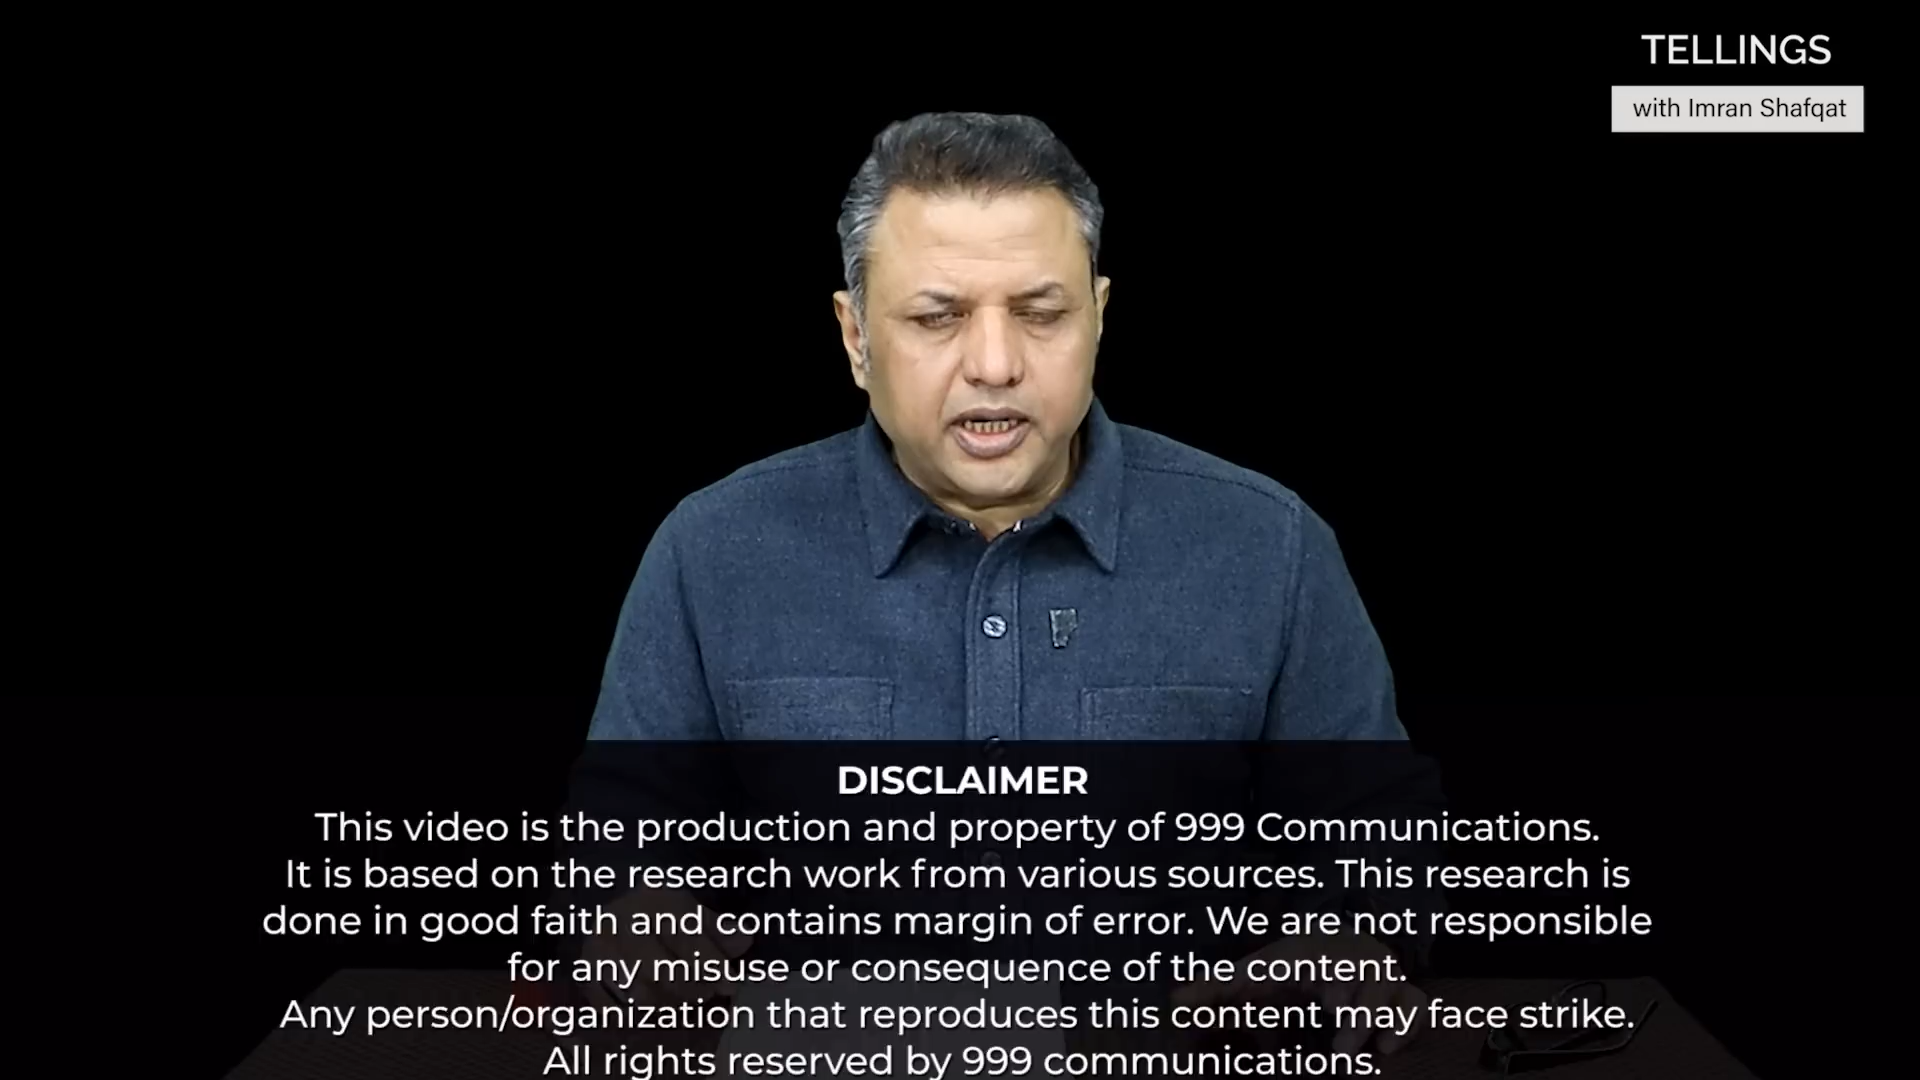 TELLINGS
with Imran Shafqat
DISCLAIMER
This video is the production and property of 999 Communications.
It is based on the research work from various sources. This research is
done in good faith and contains margin of error. We are not responsible
for any misuse or consequence of the content.
Any person/organization that reproduces this content may face strike.
All rights reserved by 999 communications.